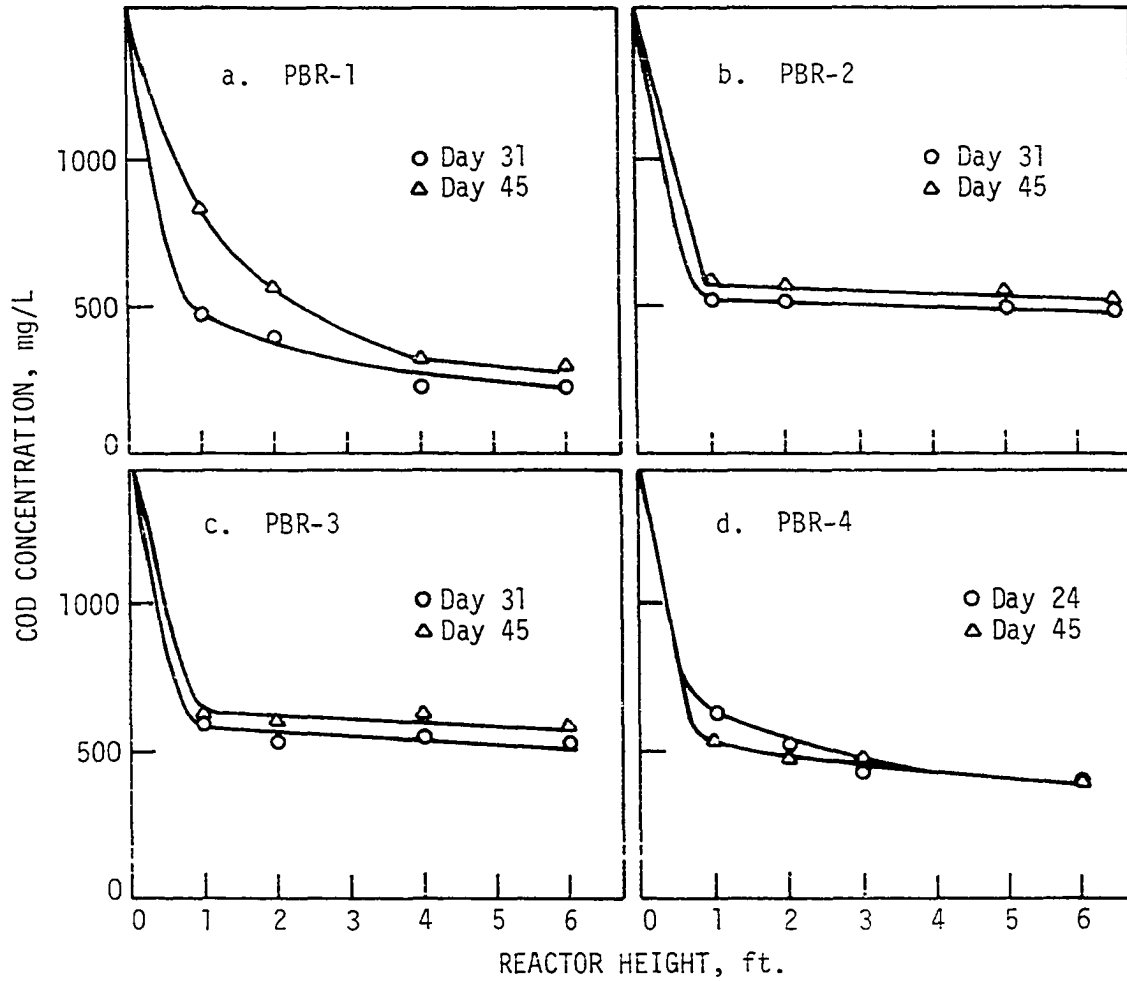 a. PBR-1
b. PBR-2
Day 31
Day 45
Day 31
Day 45
1000
500
0
c. PBR-3
d. PBR-4
Day 31
Day 45
Day 24
Day 45
1000
500
0
0 1 2 3 4 5 6
0 1 2 3 4 5 6
COD CONCENTRATION, mg/L
REACTOR HEIGHT, ft.